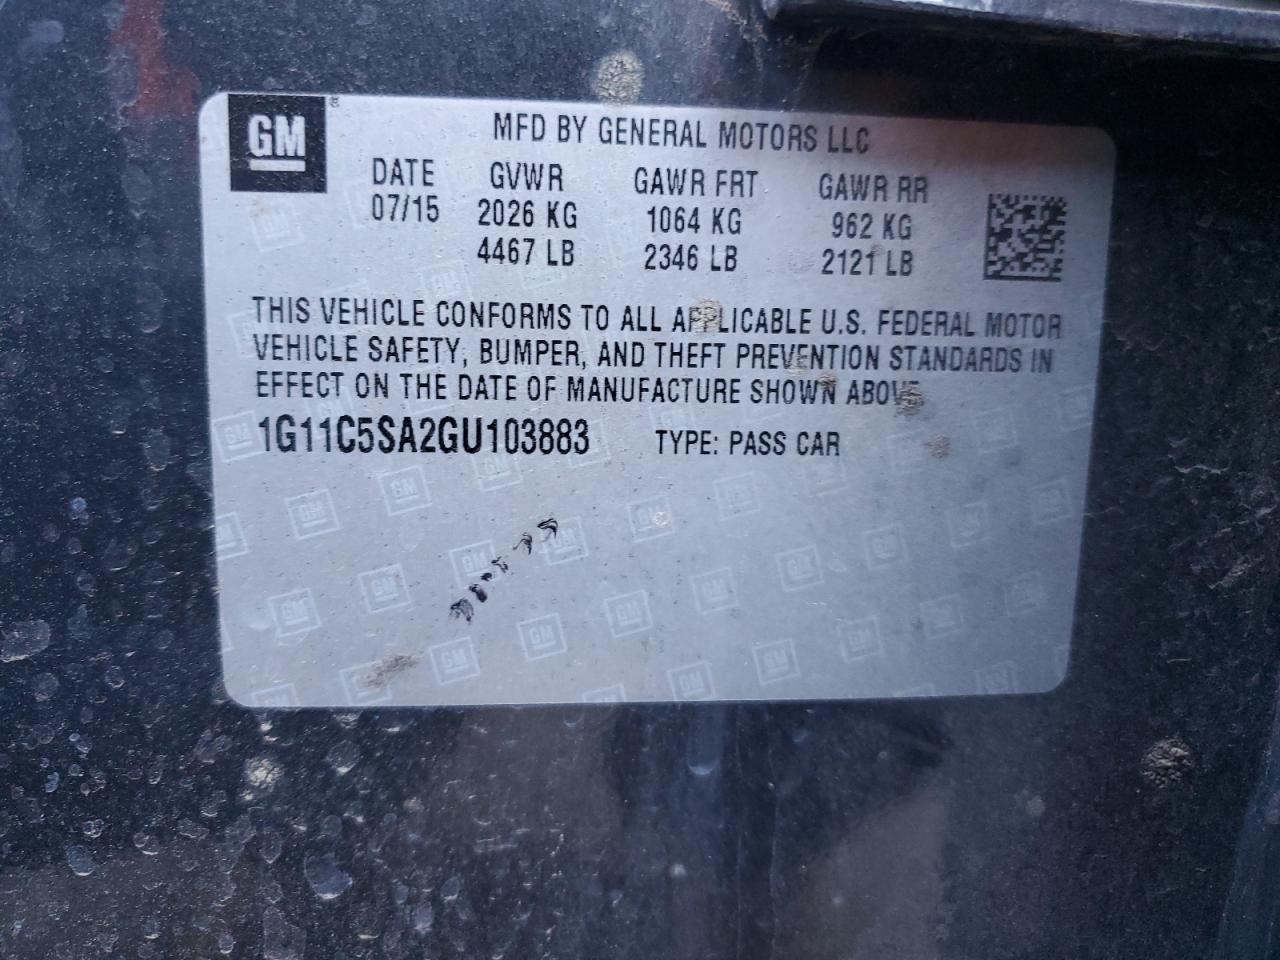 GM ®
MFD BY GENERAL MOTORS LLC
DATE GVWR GAWR FRT GAWR RR
07/15 2026 KG 1064 KG 962 KG
4467 LB 2346 LB 2121 LB
THIS VEHICLE CONFORMS TO ALL APPLICABLE U.S. FEDERAL MOTOR
VEHICLE SAFETY, BUMPER, AND THEFT PREVENTION STANDARDS IN
EFFECT ON THE DATE OF MANUFACTURE SHOWN ABOVE
1G11C5SA2GU103883 TYPE: PASS CAR